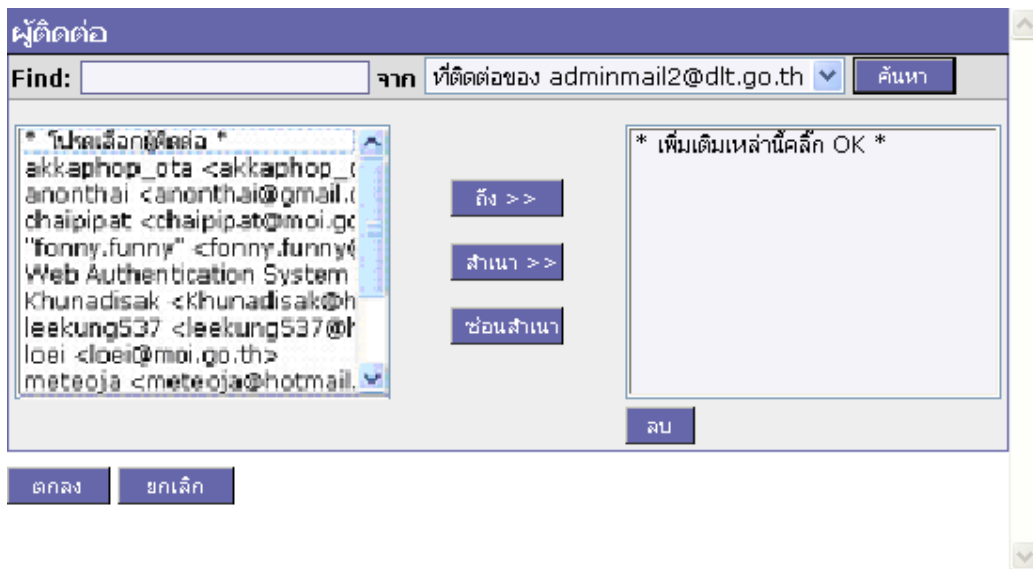 ผู้ติดต่อ
Find: จาก ที่ติดต่อของ adminmail2@dlt.go.th ค้นหา
* โปรดเลือกผู้ติดต่อ *
akkaphop_ota <akkaphop_
anonthai <anonthai@gmail.
chaipipat <chaipipat@moi.go
"fonny.funny" <fonny.funny
Web Authentication System
Khunadisak <Khunadisak@h
leekung537 <leekung537@h
loei <loei@moi.go.th>
meteoja <meteoja@hotmail.
ถึง >>
สำเนา >>
ซ่อนสำเนา
* เพิ่มเติมเหล่านี้คลิ๊ก OK *
ลบ
ตกลง ยกเลิก